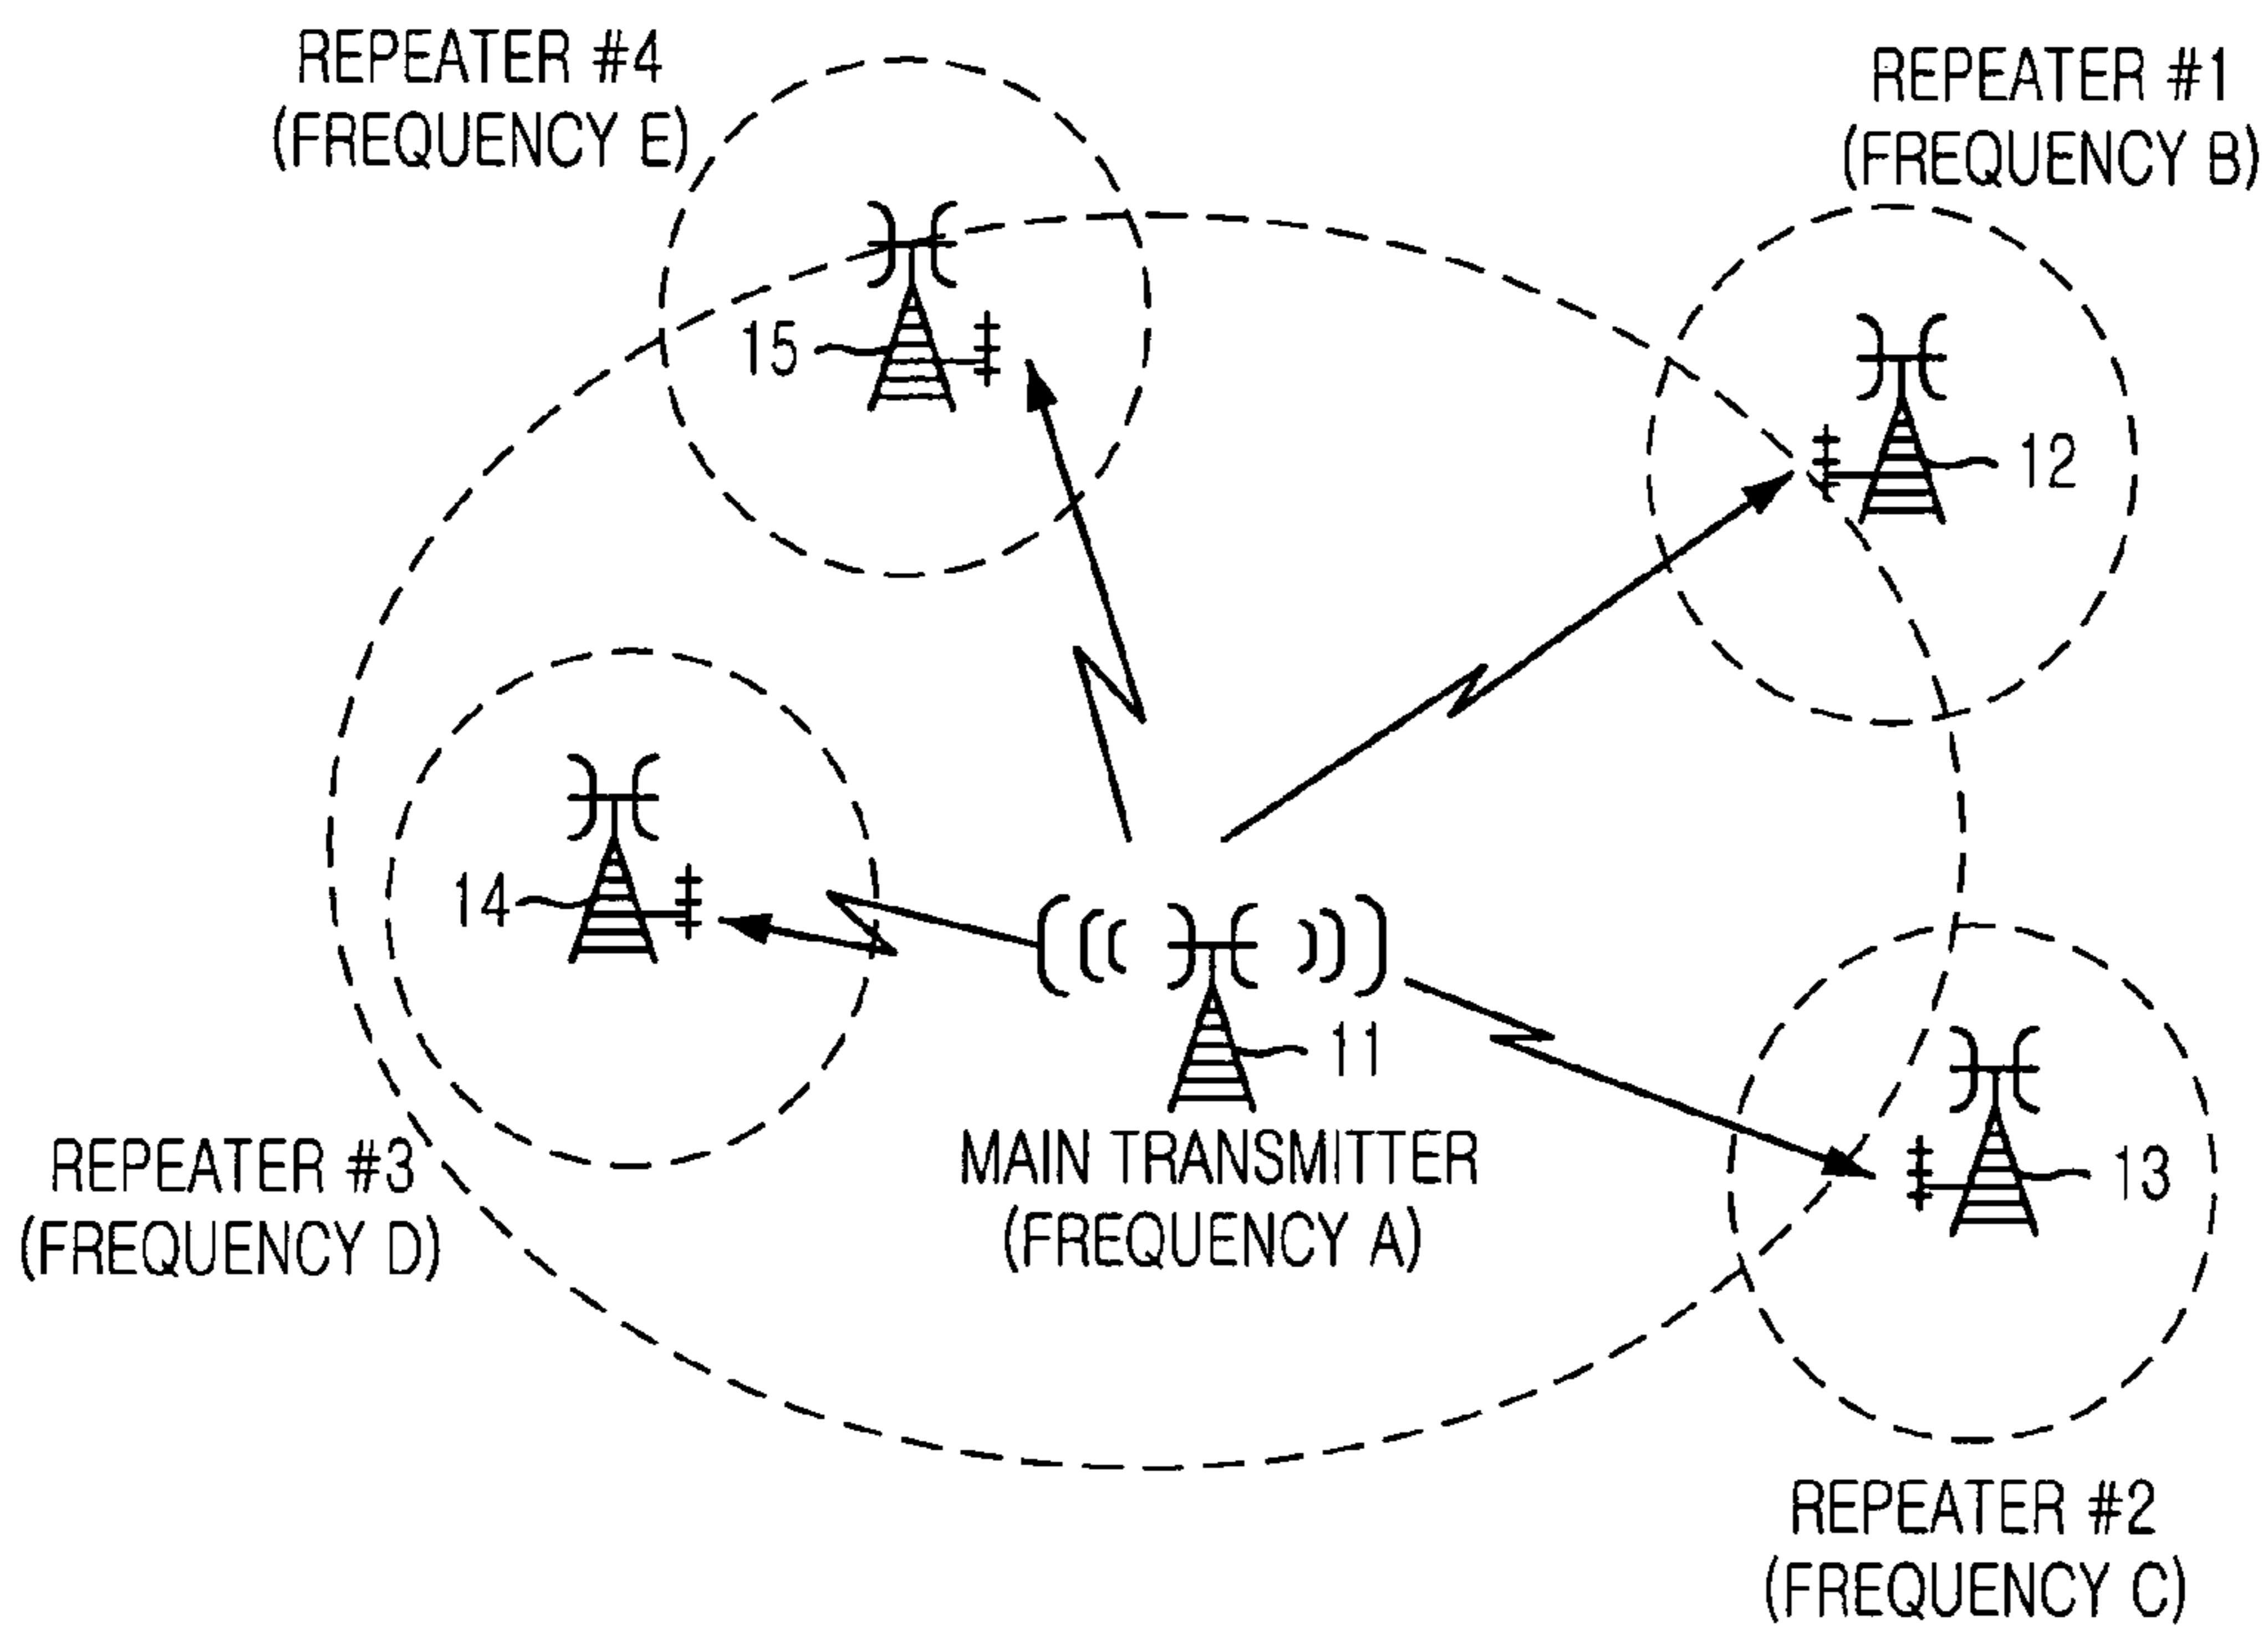 REPEATER #4
(FREQUENCY E)
REPEATER #1
(FREQUENCY B)
15
12
14
11
MAIN TRANSMITTER
(FREQUENCY A)
13
REPEATER #3
(FREQUENCY D)
REPEATER #2
(FREQUENCY C)